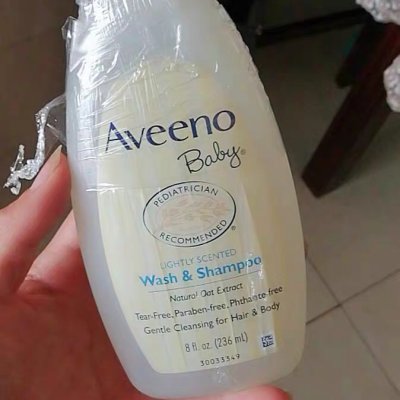 Aveeno
Baby®
PEDIATRICIAN
RECOMMENDED®
LIGHTLY SCENTED
Wash & Shampoo
Natural Oat Extract
Tear-Free, Paraben-free, Phthalate-free
Gentle Cleansing for Hair & Body
8 fl. oz. (236 mL)
30033349